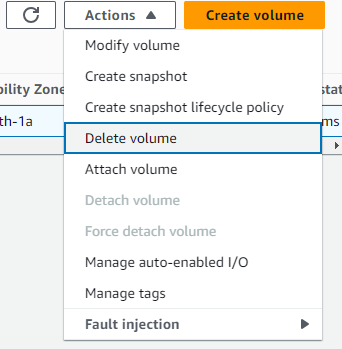 Actions
Create volume
Modify volume
Create snapshot
Create snapshot lifecycle policy
Delete volume
Attach volume
Detach volume
Force detach volume
Manage auto-enabled I/O
Manage tags
Fault injection
bility Zone
stat
th-1a
ms